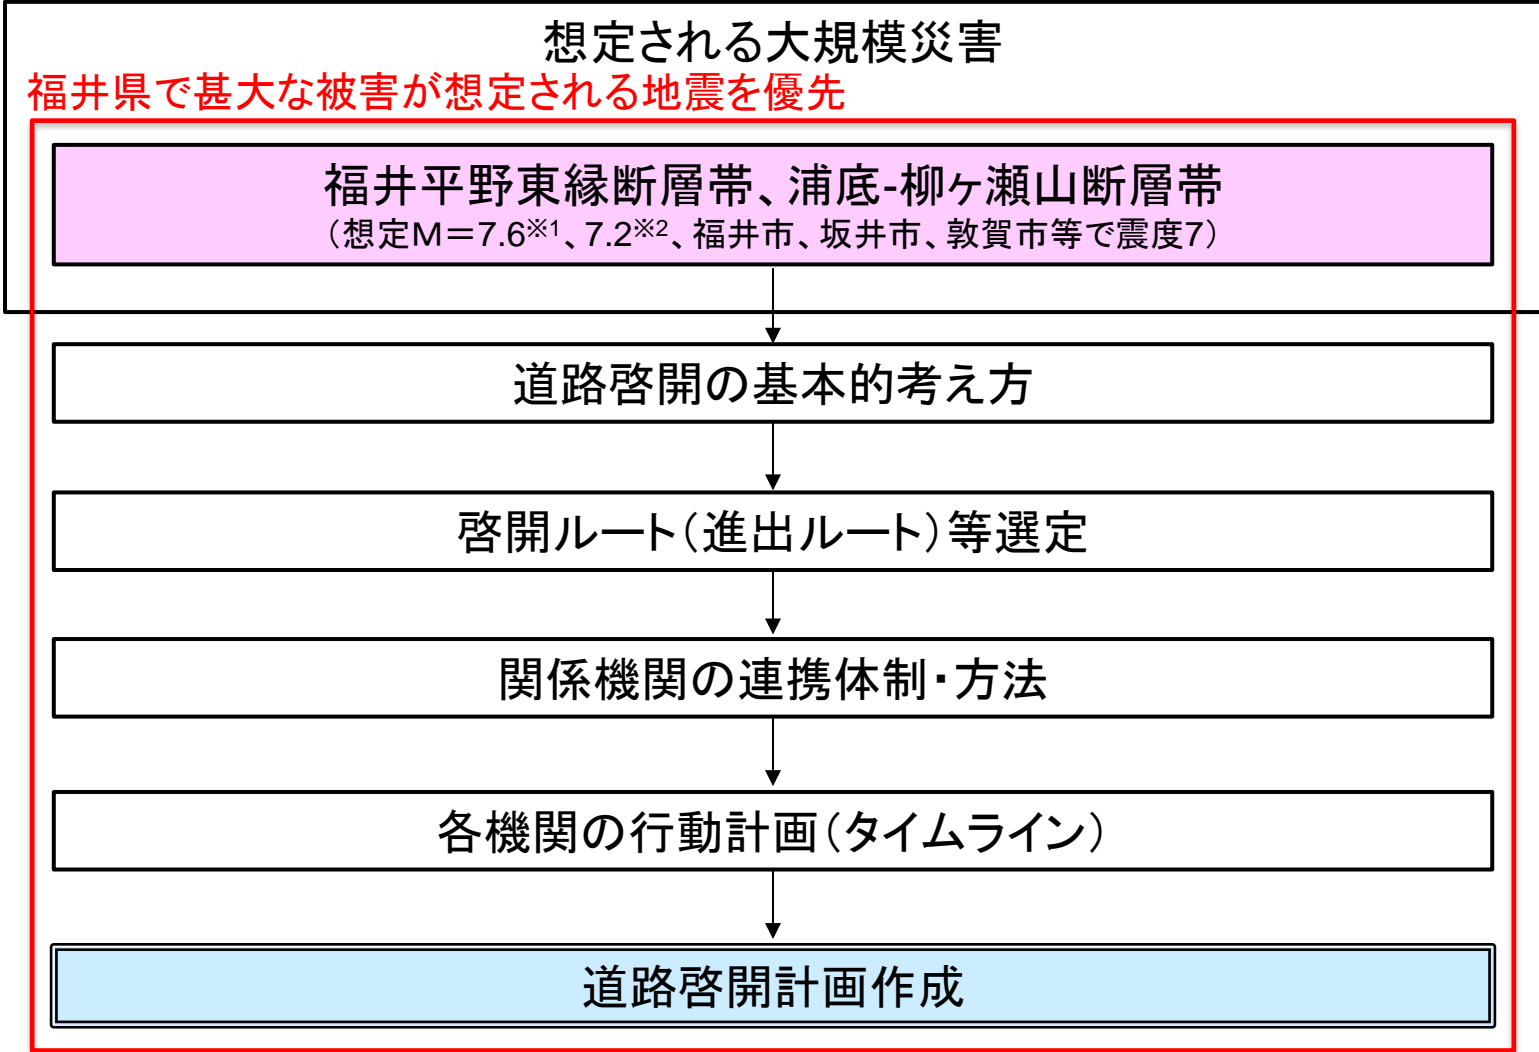 想定される大規模災害
福井県で甚大な被害が想定される地震を優先
福井平野東縁断層帯、浦底-柳ヶ瀬山断層帯
（想定M＝7.6※1、7.2※2、福井市、坂井市、敦賀市等で震度7）
道路啓開の基本的考え方
啓開ルート（進出ルート）等選定
関係機関の連携体制・方法
各機関の行動計画（タイムライン）
道路啓開計画作成